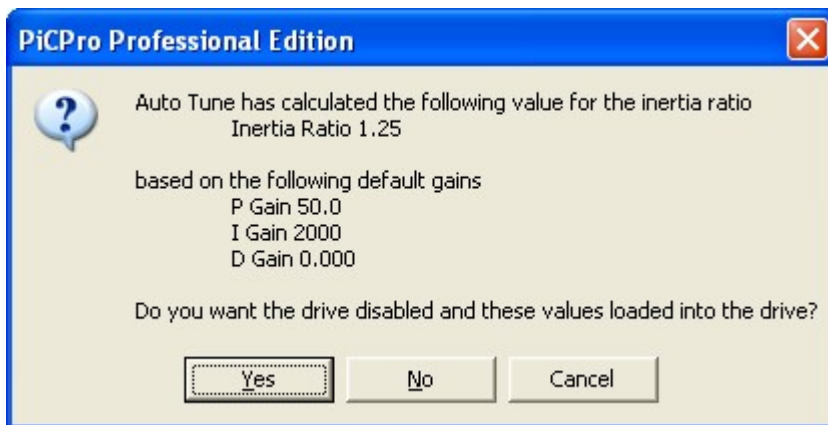 PiCPro Professional Edition
Auto Tune has calculated the following value for the inertia ratio
Inertia Ratio 1.25
based on the following default gains
P Gain 50.0
I Gain 2000
D Gain 0.000
Do you want the drive disabled and these values loaded into the drive?
Yes No Cancel